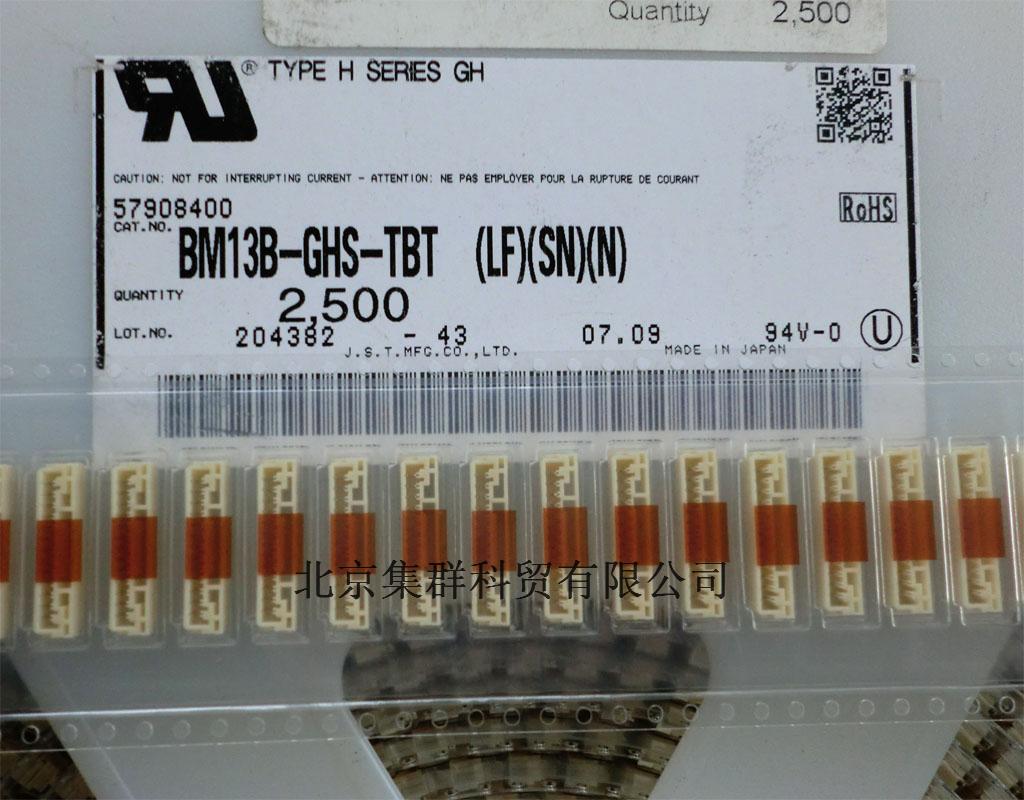 Quantity 2,500
® TYPE H SERIES GH
CAUTION: NOT FOR INTERRUPTING CURRENT - ATTENTION: NE PAS EMPLOYER POUR LA RUPTURE DE COURANT
57908400
RoHS
CAT.NO. BM13B-GHS-TBT (LF)(SN)(N)
QUANTITY 2,500
LOT.NO. 204382 - 43 07.09 94V-0 U
J.S.T.MFG.CO.,LTD. MADE IN JAPAN
北京集群科贸有限公司